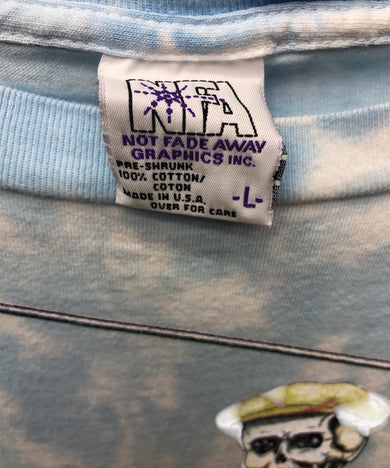 NFA
NOT FADE AWAY
GRAPHICS INC.
PRE-SHRUNK
100% COTTON/
COTON
MADE IN U.S.A.
OVER FOR CARE
-L-